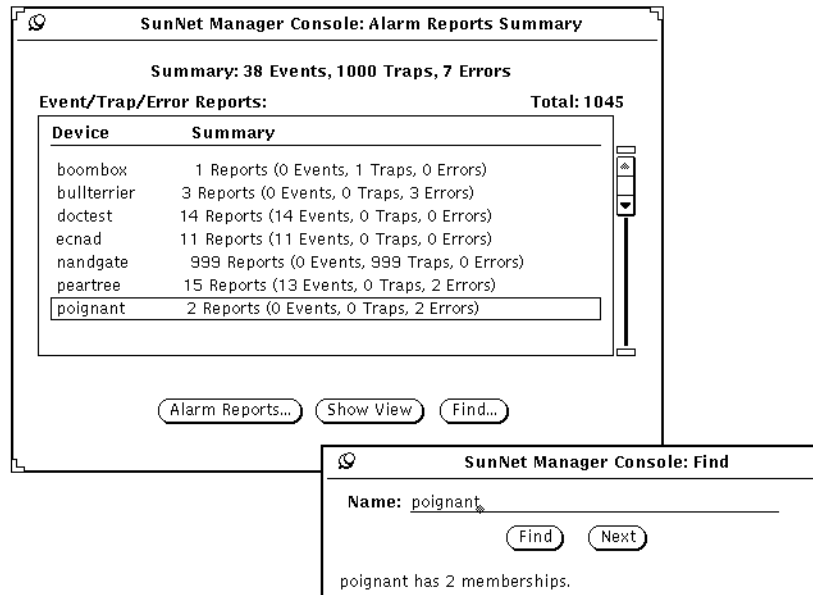 SunNet Manager Console: Alarm Reports Summary
Summary: 38 Events, 1000 Traps, 7 Errors
Event/Trap/Error Reports: Total: 1045
Device Summary
boombox 1 Reports (0 Events, 1 Traps, 0 Errors)
bullterrier 3 Reports (0 Events, 0 Traps, 3 Errors)
doctest 14 Reports (14 Events, 0 Traps, 0 Errors)
ecnad 11 Reports (11 Events, 0 Traps, 0 Errors)
nandgate 999 Reports (0 Events, 999 Traps, 0 Errors)
peartree 15 Reports (13 Events, 0 Traps, 2 Errors)
poignant 2 Reports (0 Events, 0 Traps, 2 Errors)
Alarm Reports... Show View Find...
SunNet Manager Console: Find
Name: poignant
Find Next
poignant has 2 memberships.